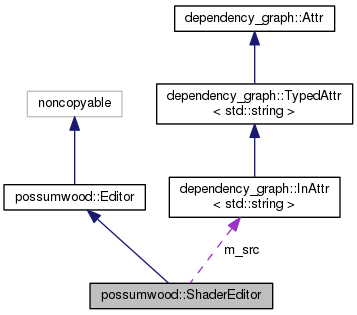 dependency_graph::Attr
dependency_graph::TypedAttr
< std::string >
noncopyable
possumwood::Editor
dependency_graph::InAttr
< std::string >
m_src
possumwood::ShaderEditor